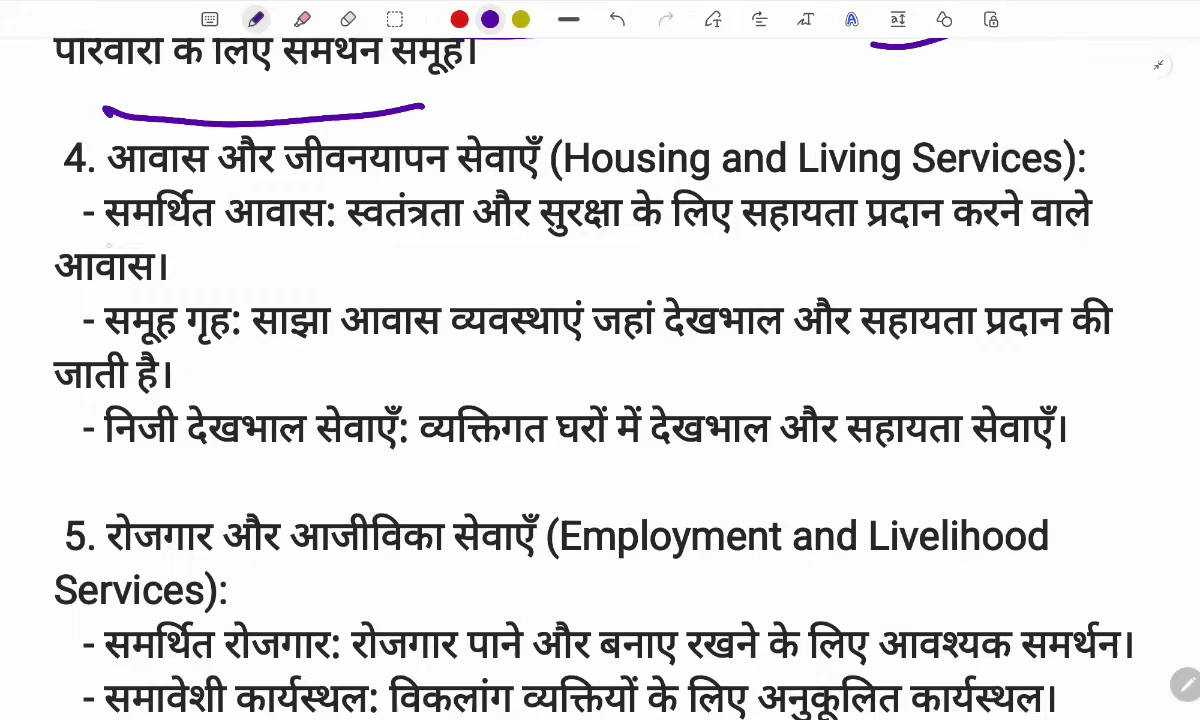 परिवारों के लिए समर्थन समूह।
4. आवास और जीवनयापन सेवाएँ (Housing and Living Services):
- समर्थित आवास: स्वतंत्रता और सुरक्षा के लिए सहायता प्रदान करने वाले
आवास।
- समूह गृह: साझा आवास व्यवस्थाएं जहां देखभाल और सहायता प्रदान की
जाती है।
- निजी देखभाल सेवाएँ: व्यक्तिगत घरों में देखभाल और सहायता सेवाएँ।
5. रोजगार और आजीविका सेवाएँ (Employment and Livelihood
Services):
- समर्थित रोजगार: रोजगार पाने और बनाए रखने के लिए आवश्यक समर्थन।
- समावेशी कार्यस्थल: विकलांग व्यक्तियों के लिए अनुकूलित कार्यस्थल।